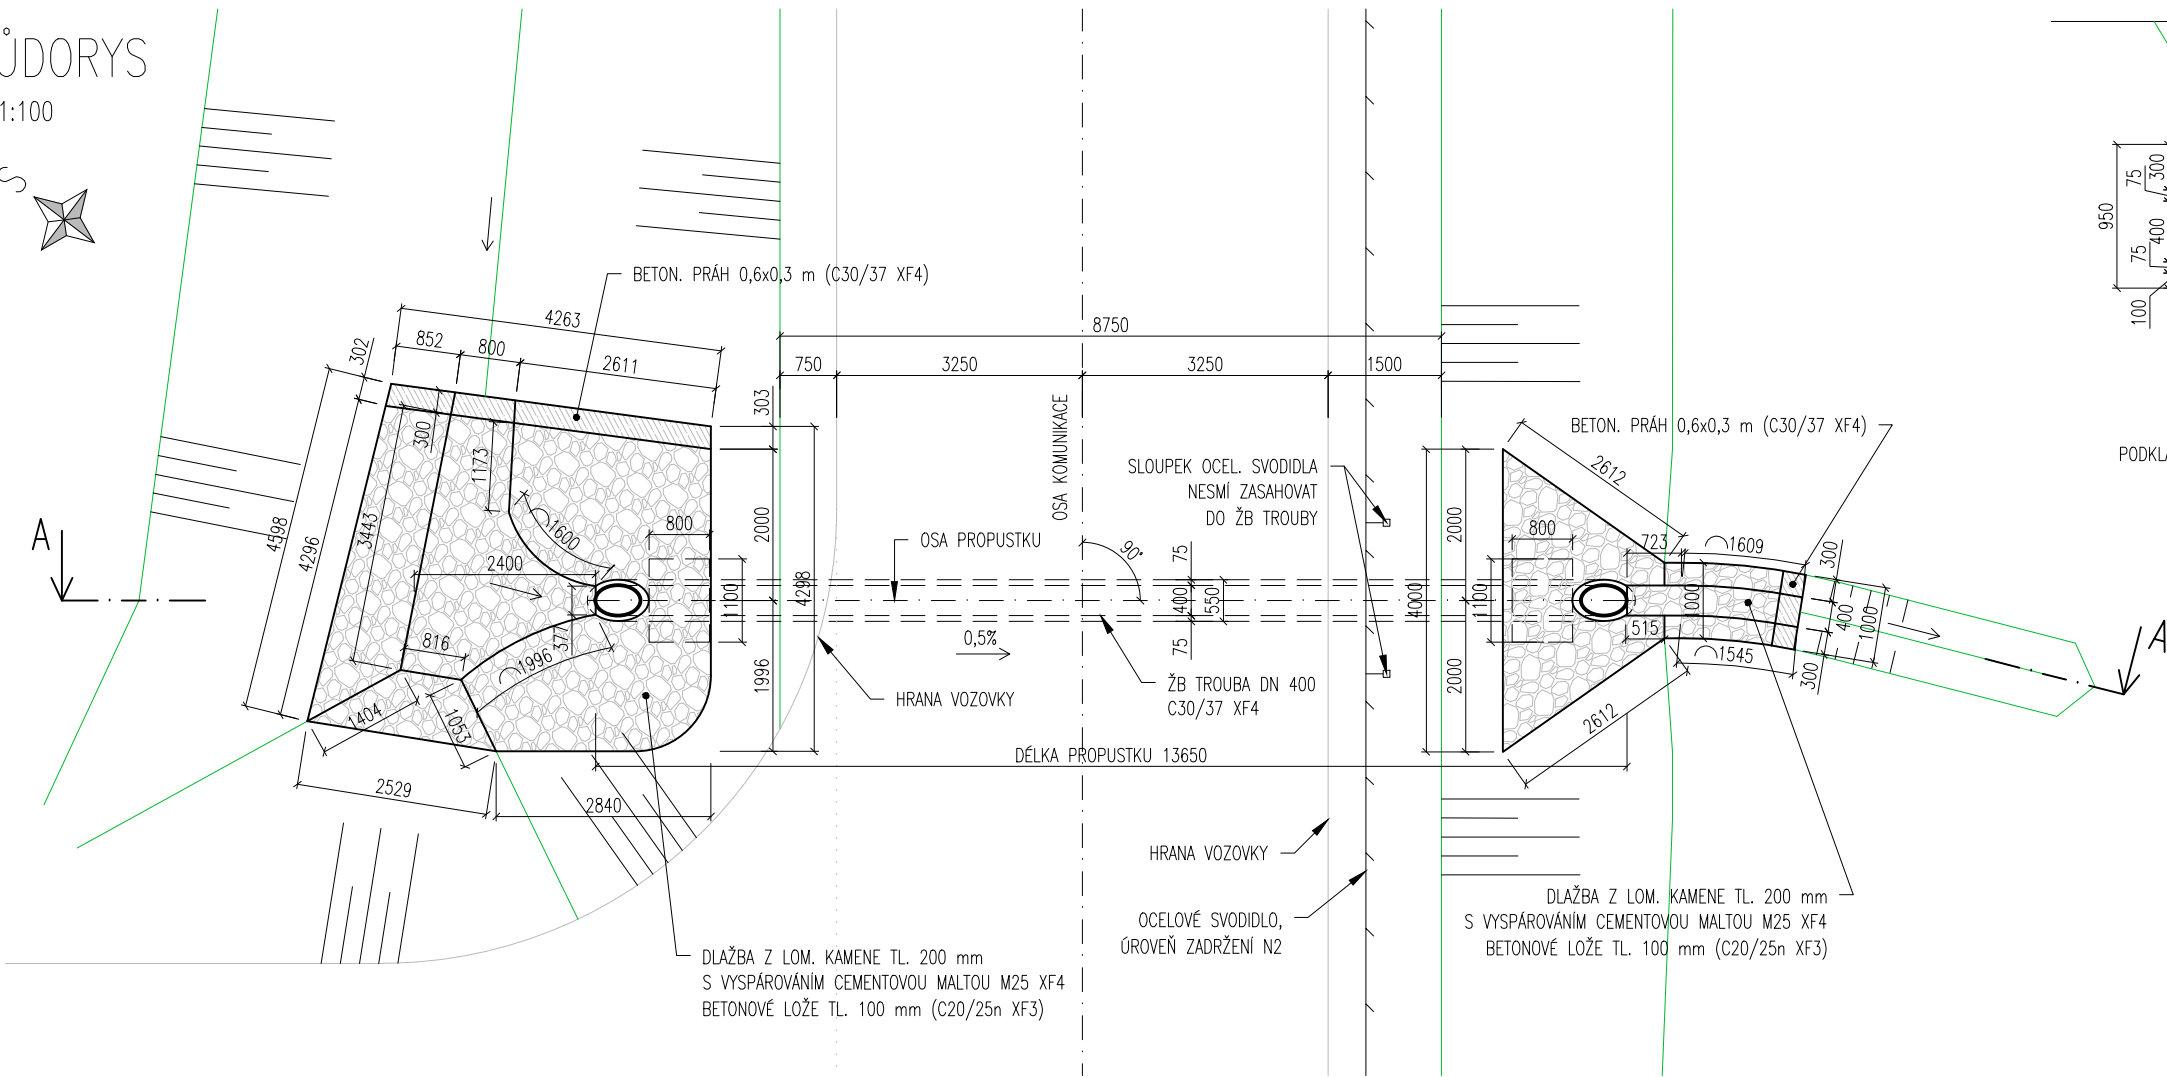 ŮDORYS
1:100
S
A
BETON. PRÁH 0,6x0,3 m (C30/37 XF4)
4263
852
800
2611
302
300
1173
303
4598
4296
3443
2400
1600
800
1100
2000
4298
1996
377
816
1996
1404
1053
2529
2840
8750
750
3250
3250
1500
OSA KOMUNIKACE
OSA PROPUSTKU
90°
0,5%
75
400
550
75
SLOUPEK OCEL. SVODIDLA
NESMÍ ZASAHOVAT
DO ŽB TROUBY
ŽB TROUBA DN 400
C30/37 XF4
HRANA VOZOVKY
DÉLKA PROPUSTKU 13650
HRANA VOZOVKY
OCELOVÉ SVODIDLO,
ÚROVEŇ ZADRŽENÍ N2
DLAŽBA Z LOM. KAMENE TL. 200 mm
S VYSPÁROVÁNÍM CEMENTOVOU MALTOU M25 XF4
BETONOVÉ LOŽE TL. 100 mm (C20/25n XF3)
BETON. PRÁH 0,6x0,3 m (C30/37 XF4)
2612
2000
4000
2000
800
1100
723
1609
1000
515
1545
2612
300
400
1000
300
A
DLAŽBA Z LOM. KAMENE TL. 200 mm
S VYSPÁROVÁNÍM CEMENTOVOU MALTOU M25 XF4
BETONOVÉ LOŽE TL. 100 mm (C20/25n XF3)
950
75
300
400
75
100
PODKL